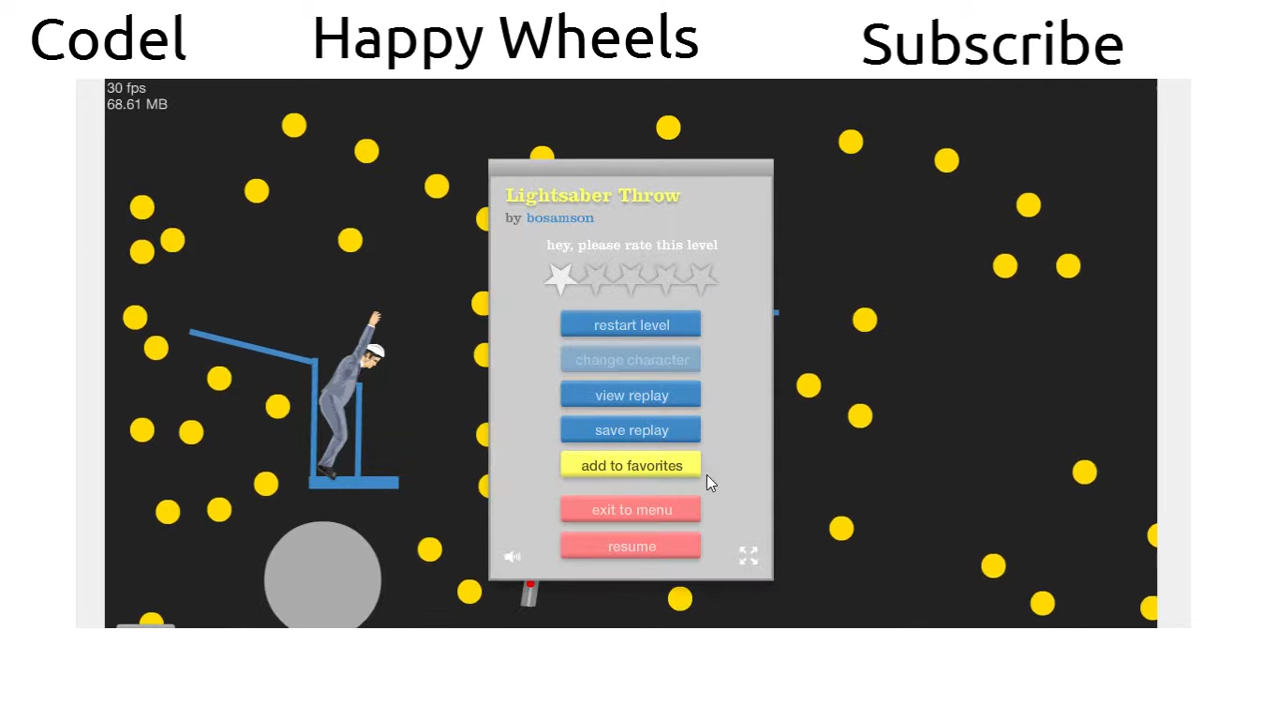 Codel Happy Wheels Subscribe
30 fps
68.61 MB
Lightsaber Throw
by bosamson
hey, please rate this level
restart level
change character
view replay
save replay
add to favorites
exit to menu
resume